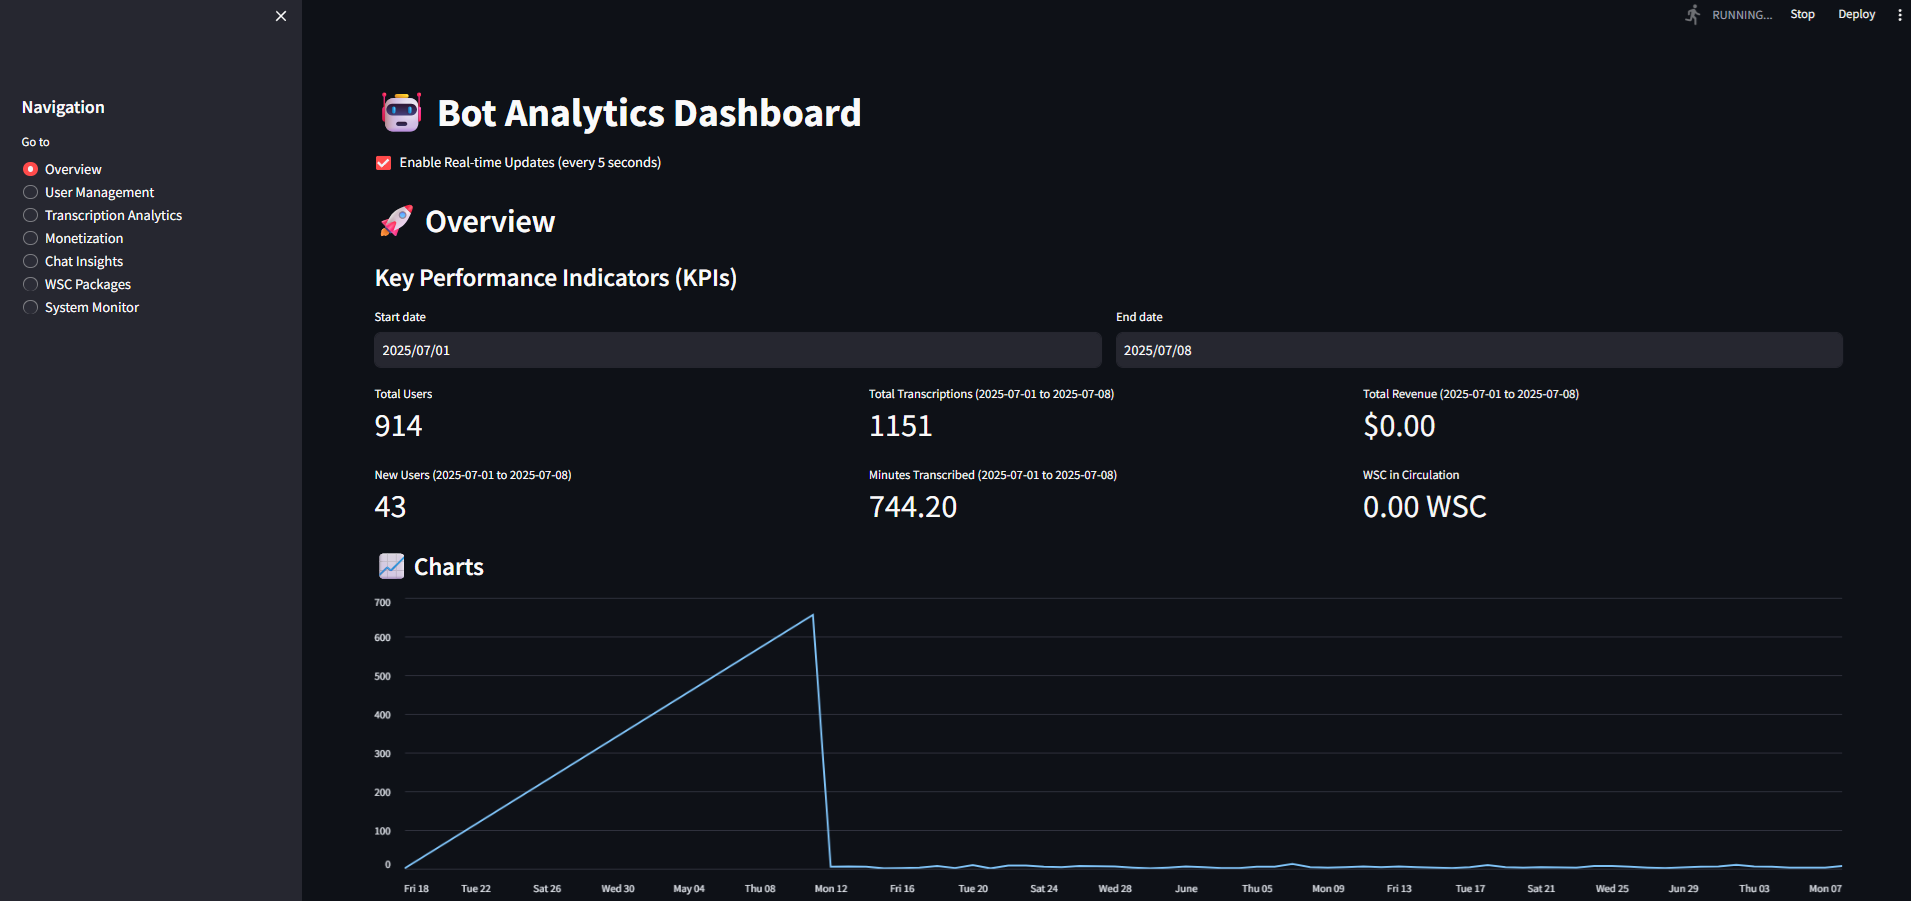 RUNNING...
Stop
Deploy
Navigation
Go to
Overview
User Management
Transcription Analytics
Monetization
Chat Insights
WSC Packages
System Monitor
Bot Analytics Dashboard
Enable Real-time Updates (every 5 seconds)
Overview
Key Performance Indicators (KPIs)
Start date
End date
2025/07/01
2025/07/08
Total Users
Total Transcriptions (2025-07-01 to 2025-07-08)
Total Revenue (2025-07-01 to 2025-07-08)
914
1151
$0.00
New Users (2025-07-01 to 2025-07-08)
Minutes Transcribed (2025-07-01 to 2025-07-08)
WSC in Circulation
43
744.20
0.00 WSC
Charts
700
600
500
400
300
200
100
0
Fri 18 Tue 22 Sat 26 Wed 30 May 04 Thu 08 Mon 12 Fri 16 Tue 20 Sat 24 Wed 28 June Thu 05 Mon 09 Fri 13 Tue 17 Sat 21 Wed 25 Jun 29 Thu 03 Mon 07